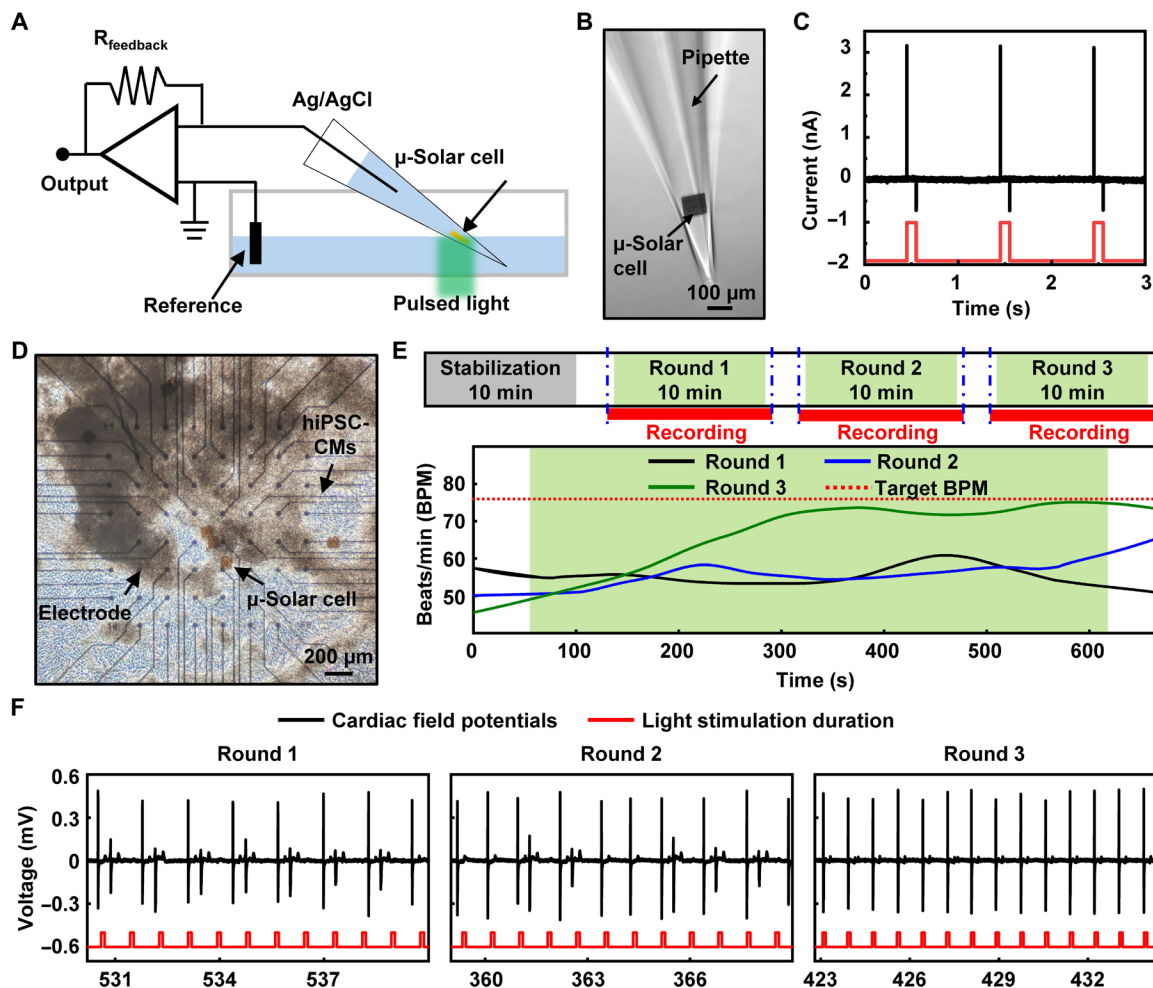 A
R_feedback
Ag/AgCl
μ-Solar cell
Output
Reference
Pulsed light
B
Pipette
μ-Solar
cell
100 μm
C
Current (nA)
3
2
1
0
−1
−2
0
1
2
3
Time (s)
D
hiPSC-
CMs
Electrode
μ-Solar cell
200 μm
E
Stabilization
10 min
Round 1
10 min
Round 2
10 min
Round 3
10 min
Recording
Recording
Recording
Beats/min (BPM)
80
70
60
50
Round 1
Round 2
Round 3
Target BPM
0
100
200
300
400
500
600
Time (s)
F
Cardiac field potentials
Light stimulation duration
Round 1
Round 2
Round 3
Voltage (mV)
0.6
0.3
0
−0.3
−0.6
531
534
537
360
363
366
423
426
429
432